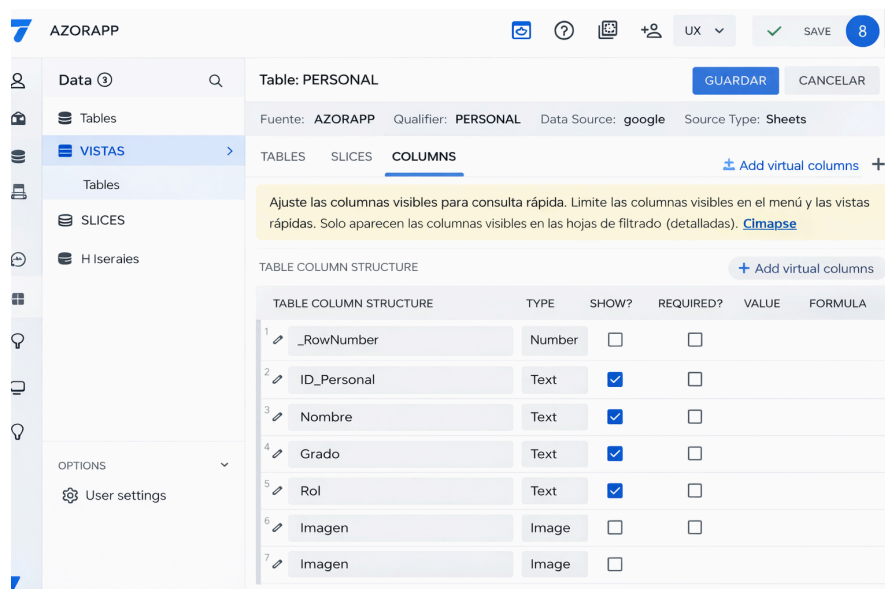 AZORAPP
UX
SAVE
8
Data 3
Tables
VISTAS
Tables
SLICES
H Iseraies
OPTIONS
User settings
Table: PERSONAL
GUARDAR
CANCELAR
Fuente: AZORAPP Qualifier: PERSONAL Data Source: google Source Type: Sheets
TABLES SLICES COLUMNS
Add virtual columns
Ajuste las columnas visibles para consulta rápida. Limite las columnas visibles en el menú y las vistas
rápidas. Solo aparecen las columnas visibles en las hojas de filtrado (detalladas). Cimapse
TABLE COLUMN STRUCTURE
Add virtual columns
TABLE COLUMN STRUCTURE TYPE SHOW? REQUIRED? VALUE FORMULA
1 _RowNumber Number
2 ID_Personal Text
3 Nombre Text
4 Grado Text
5 Rol Text
6 Imagen Image
7 Imagen Image